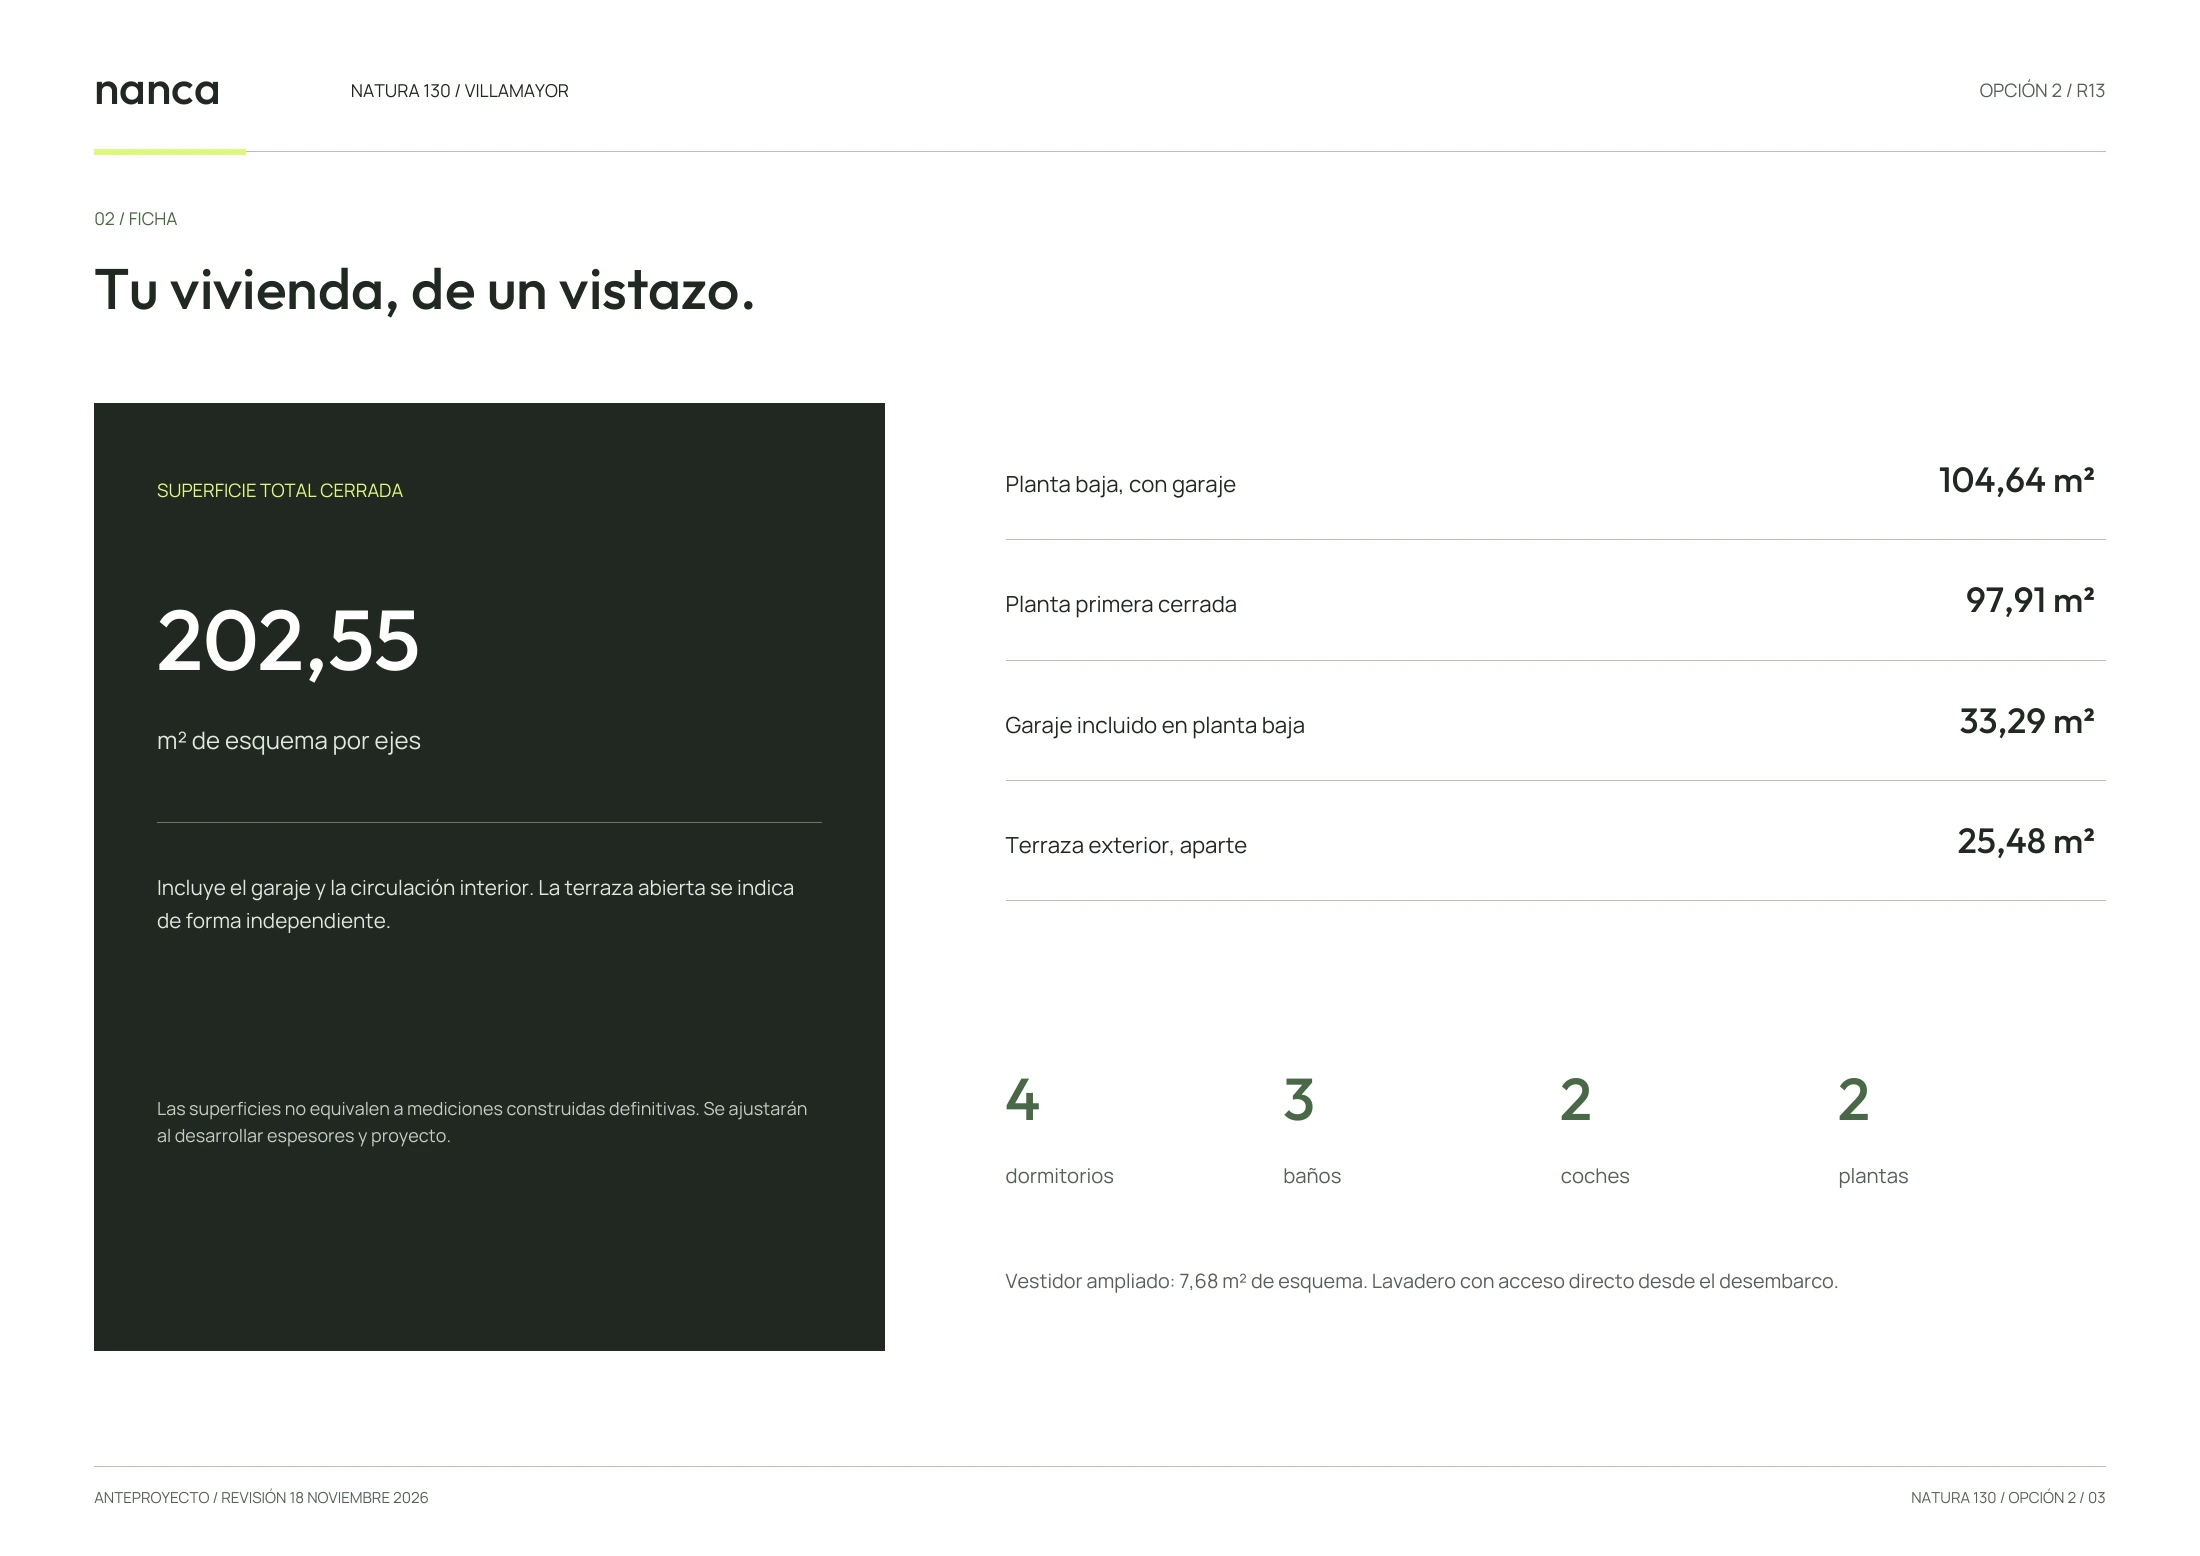 nanca
NATURA 130 / VILLAMAYOR
OPCIÓN 2 / R13
02 / FICHA
Tu vivienda, de un vistazo.
SUPERFICIE TOTAL CERRADA
202,55
m² de esquema por ejes
Incluye el garaje y la circulación interior. La terraza abierta se indica
de forma independiente.
Las superficies no equivalen a mediciones construidas definitivas. Se ajustarán
al desarrollar espesores y proyecto.
Planta baja, con garaje
104,64 m²
Planta primera cerrada
97,91 m²
Garaje incluido en planta baja
33,29 m²
Terraza exterior, aparte
25,48 m²
4
dormitorios
3
baños
2
coches
2
plantas
Vestidor ampliado: 7,68 m² de esquema. Lavadero con acceso directo desde el desembarco.
ANTEPROYECTO / REVISIÓN 18 NOVIEMBRE 2026
NATURA 130 / OPCIÓN 2 / 03